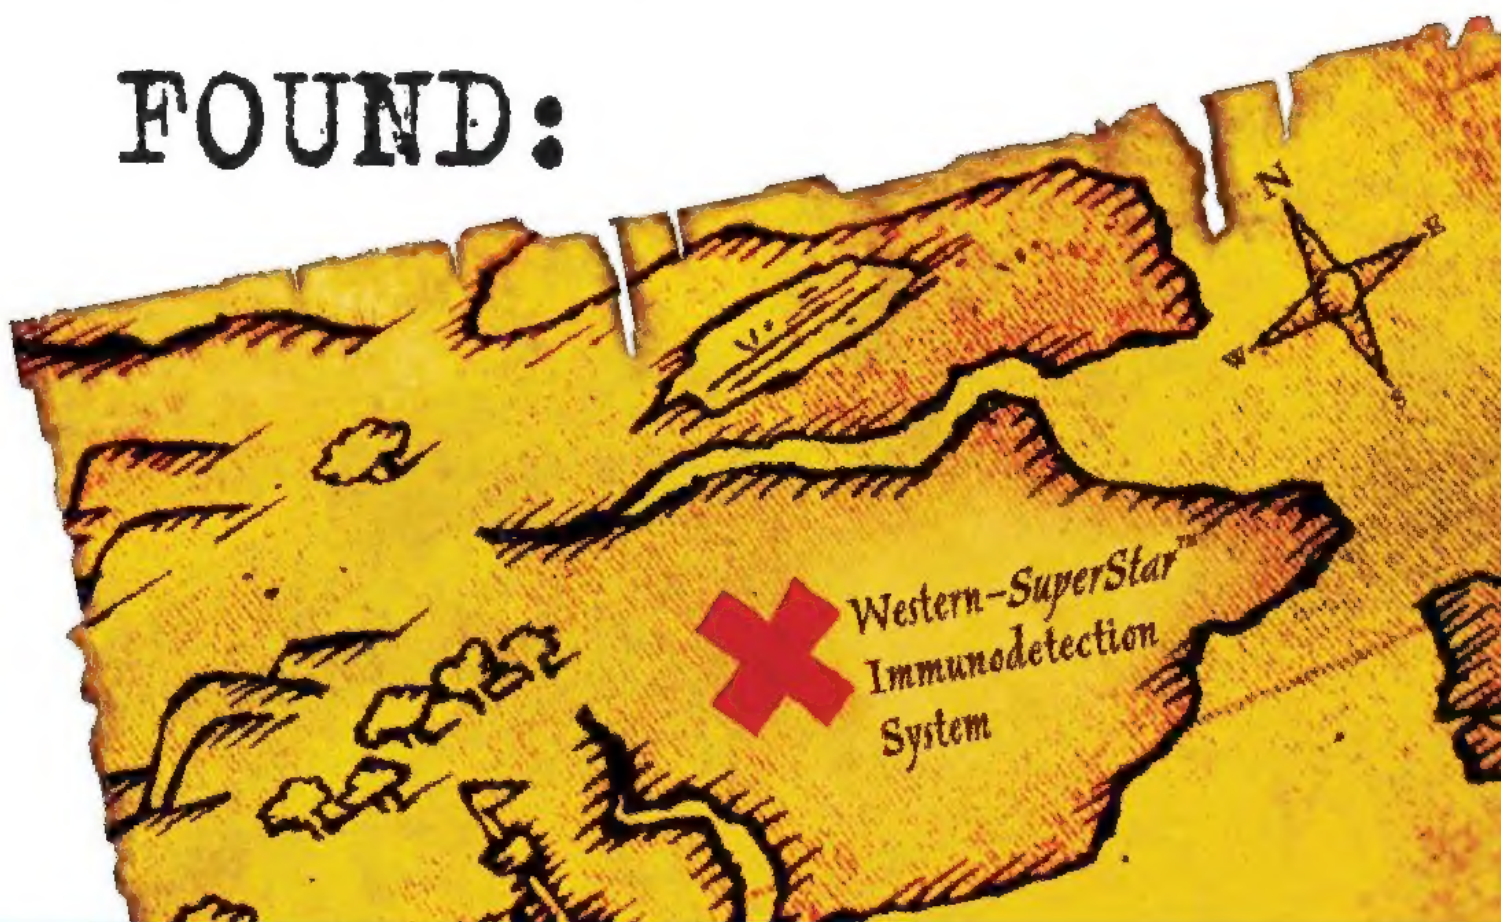 FOUND:
N
E
W
S
Western-SuperStar™
Immunodetection
System